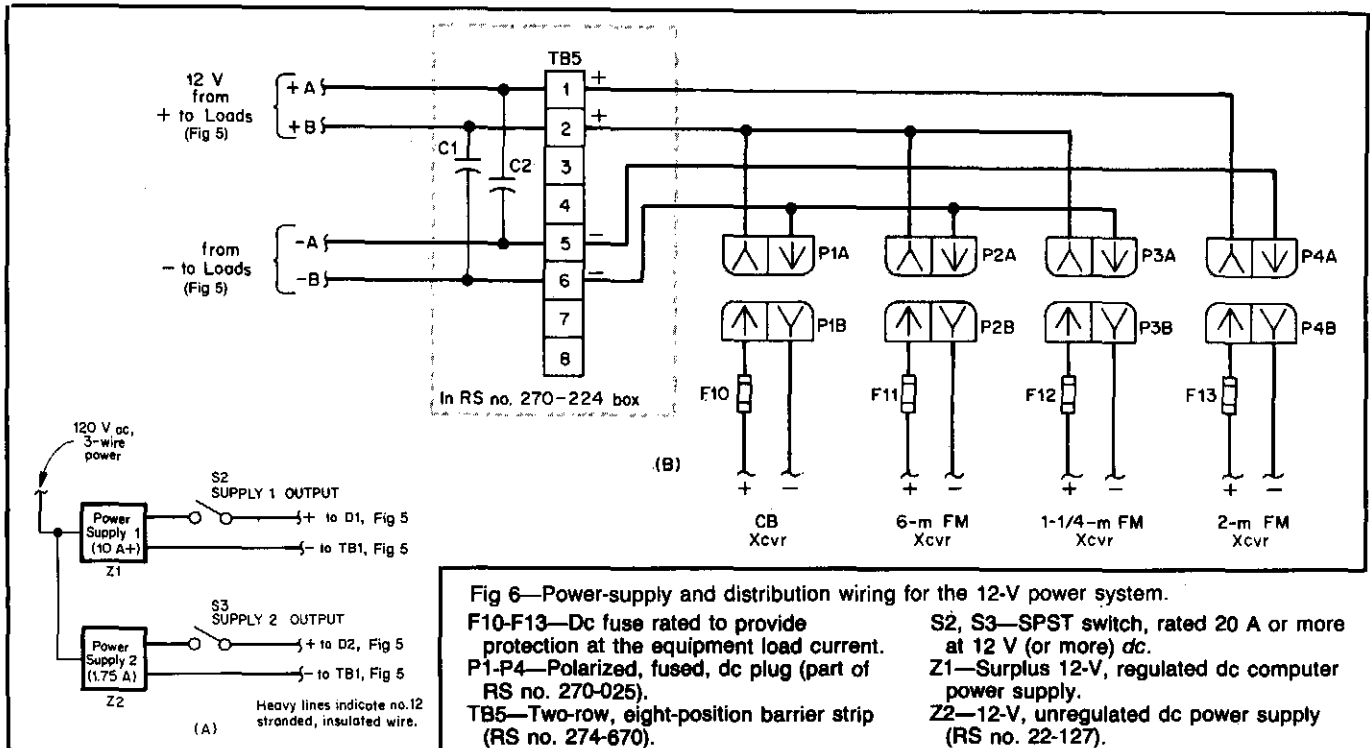 TB5
12 V
from
+ to Loads
(Fig 5)
+A
+B
C1
C2
1 +
2 +
3
4
5 −
6 −
7
8
from
− to Loads
(Fig 5)
-A
-B
In RS no. 270-224 box
P1A
P2A
P3A
P4A
P1B
P2B
P3B
P4B
F10
F11
F12
F13
(B)
+ −
+ −
+ −
+ −
CB
Xcvr
6-m FM
Xcvr
1-1/4-m FM
Xcvr
2-m FM
Xcvr
120 V ac,
3-wire
power
S2
SUPPLY 1 OUTPUT
Power
Supply 1
(10 A+)
Z1
+ to D1, Fig 5
− to TB1, Fig 5
S3
SUPPLY 2 OUTPUT
Power
Supply 2
(1.75 A)
Z2
+ to D2, Fig 5
− to TB1, Fig 5
Heavy lines indicate no.12
stranded, insulated wire.
(A)
Fig 6—Power-supply and distribution wiring for the 12-V power system.
F10-F13—Dc fuse rated to provide
protection at the equipment load current.
P1-P4—Polarized, fused, dc plug (part of
RS no. 270-025).
TB5—Two-row, eight-position barrier strip
(RS no. 274-670).
S2, S3—SPST switch, rated 20 A or more
at 12 V (or more) dc.
Z1—Surplus 12-V, regulated dc computer
power supply.
Z2—12-V, unregulated dc power supply
(RS no. 22-127).